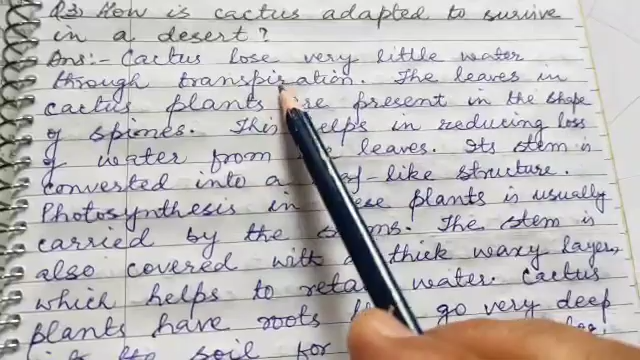 Q3) How is cactus adapted to survive
in a desert?
Ans:- Cactus lose very little water
through transpiration. The leaves in
cactus plants present in the shape
of spines. This helps in reducing loss
of water from leaves. Its stem is
converted into a leaf-like structure.
Photosynthesis in these plants is usually
carried by the stems. The stem is
also covered with a thick waxy layer,
which helps to retain water. Cactus
plants have roots go very deep
soil for